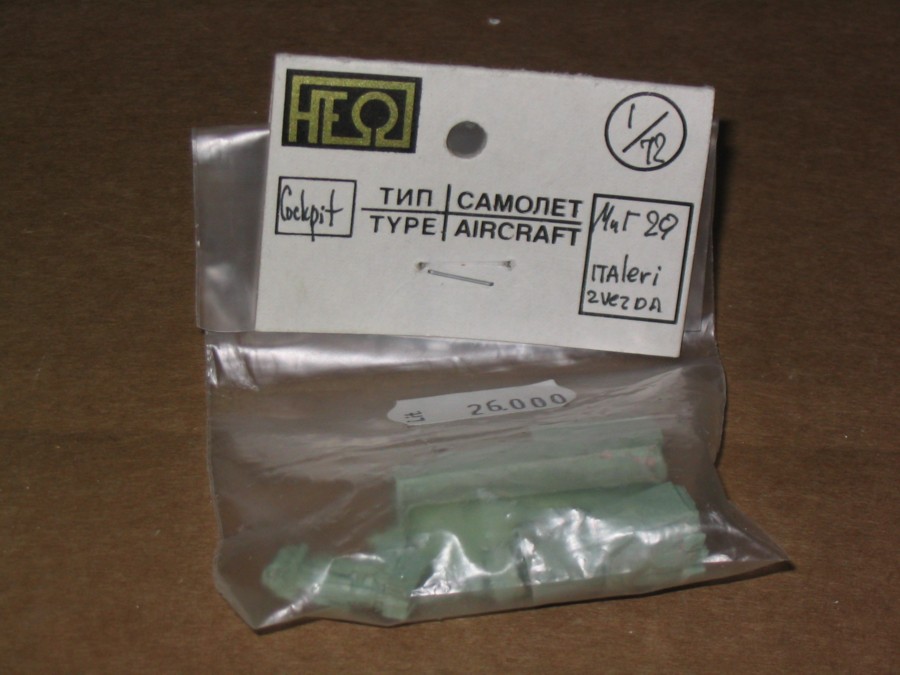 НЕΩ
1/72
Cockpit
ТИП САМОЛЕТ
TYPE AIRCRAFT
МиГ 29
ITAleri
ZVEZDA
26.000